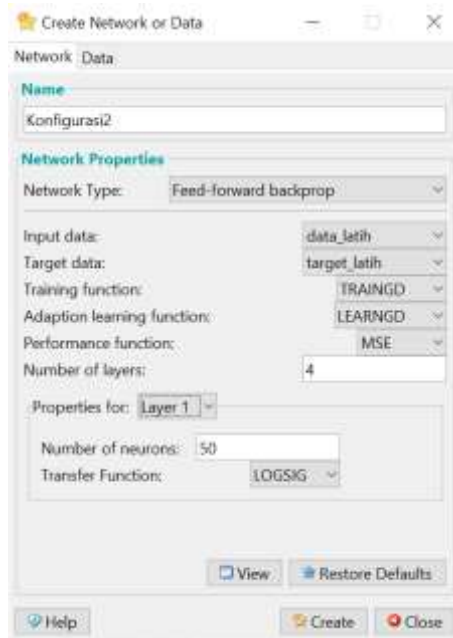 Create Network or Data
Network Data
Name
Konfigurasi2
Network Properties
Network Type: Feed-forward backprop
Input data: data_latih
Target data: target_latih
Training function: TRAINGD
Adaption learning function: LEARNGD
Performance function: MSE
Number of layers: 4
Properties for: Layer 1
Number of neurons: 50
Transfer Function: LOGSIG
View Restore Defaults
Help Create Close